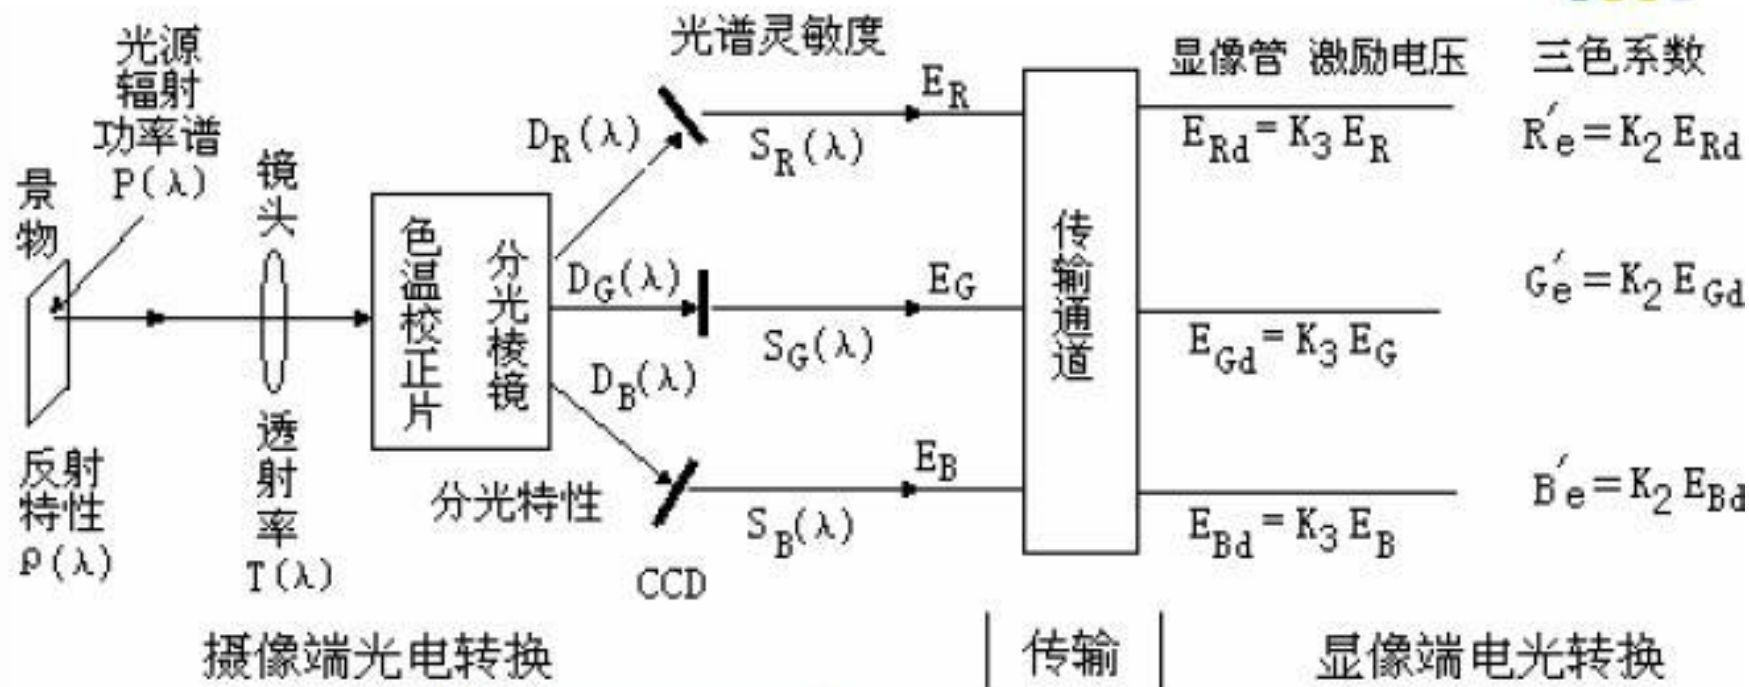 光源
辐射
功率谱
P(λ)
景物
反射
特性
ρ(λ)
镜头
透射率
T(λ)
色温校正片
分光棱镜
分光特性
光谱灵敏度
D_R(λ)
D_G(λ)
D_B(λ)
CCD
E_R
S_R(λ)
E_G
S_G(λ)
E_B
S_B(λ)
传输通道
显像管 激励电压
E_Rd=K_3 E_R
E_Gd=K_3 E_G
E_Bd=K_3 E_B
三色系数
R'_e=K_2 E_Rd
G'_e=K_2 E_Gd
B'_e=K_2 E_Bd
摄像端光电转换
传输
显像端电光转换